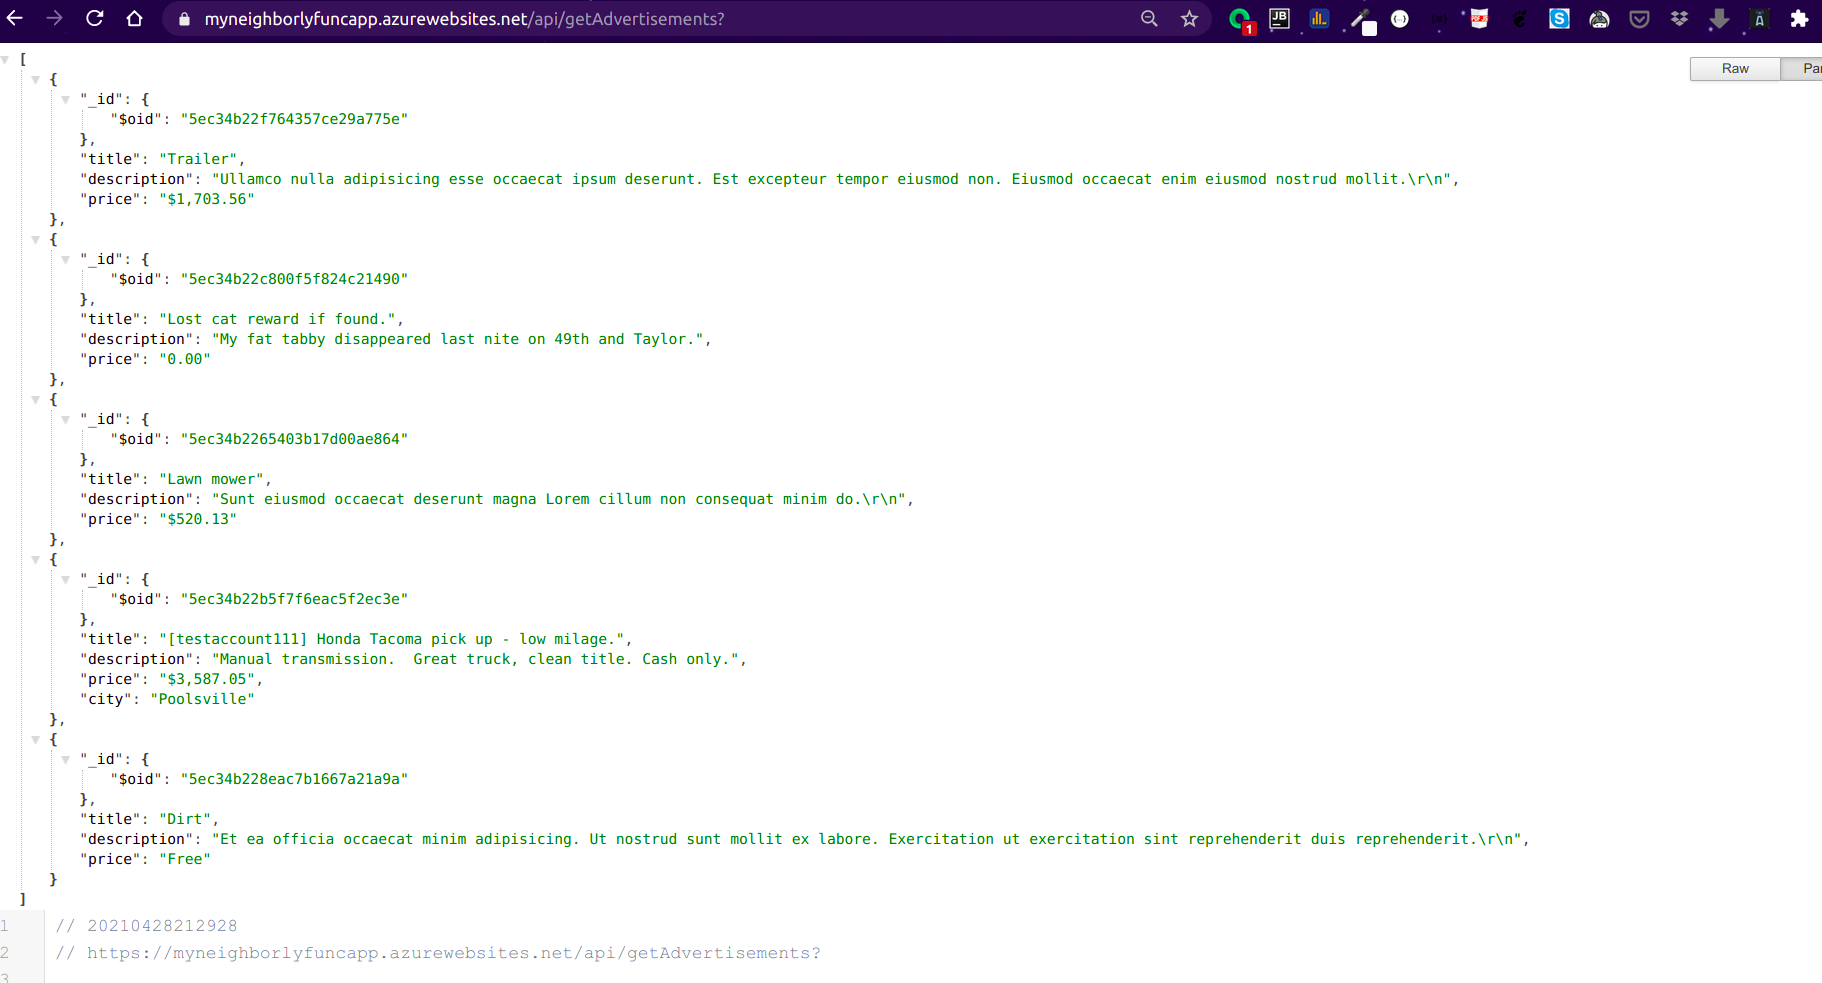 myneighborlyfuncapp.azurewebsites.net/api/getAdvertisements?
1
JB
PDF JS
S
Raw
[
{
"_id": {
"$oid": "5ec34b22f764357ce29a775e"
},
"title": "Trailer",
"description": "Ullamco nulla adipisicing esse occaecat ipsum deserunt. Est excepteur tempor eiusmod non. Eiusmod occaecat enim eiusmod nostrud mollit.\r\n",
"price": "$1,703.56"
},
{
"_id": {
"$oid": "5ec34b22c800f5f824c21490"
},
"title": "Lost cat reward if found.",
"description": "My fat tabby disappeared last nite on 49th and Taylor.",
"price": "0.00"
},
{
"_id": {
"$oid": "5ec34b2265403b17d00ae864"
},
"title": "Lawn mower",
"description": "Sunt eiusmod occaecat deserunt magna Lorem cillum non consequat minim do.\r\n",
"price": "$520.13"
},
{
"_id": {
"$oid": "5ec34b22b5f7f6eac5f2ec3e"
},
"title": "[testaccount111] Honda Tacoma pick up - low milage.",
"description": "Manual transmission.  Great truck, clean title. Cash only.",
"price": "$3,587.05",
"city": "Poolsville"
},
{
"_id": {
"$oid": "5ec34b228eac7b1667a21a9a"
},
"title": "Dirt",
"description": "Et ea officia occaecat minim adipisicing. Ut nostrud sunt mollit ex labore. Exercitation ut exercitation sint reprehenderit duis reprehenderit.\r\n",
"price": "Free"
}
]
1 // 20210428212928
2 // https://myneighborlyfuncapp.azurewebsites.net/api/getAdvertisements?
3